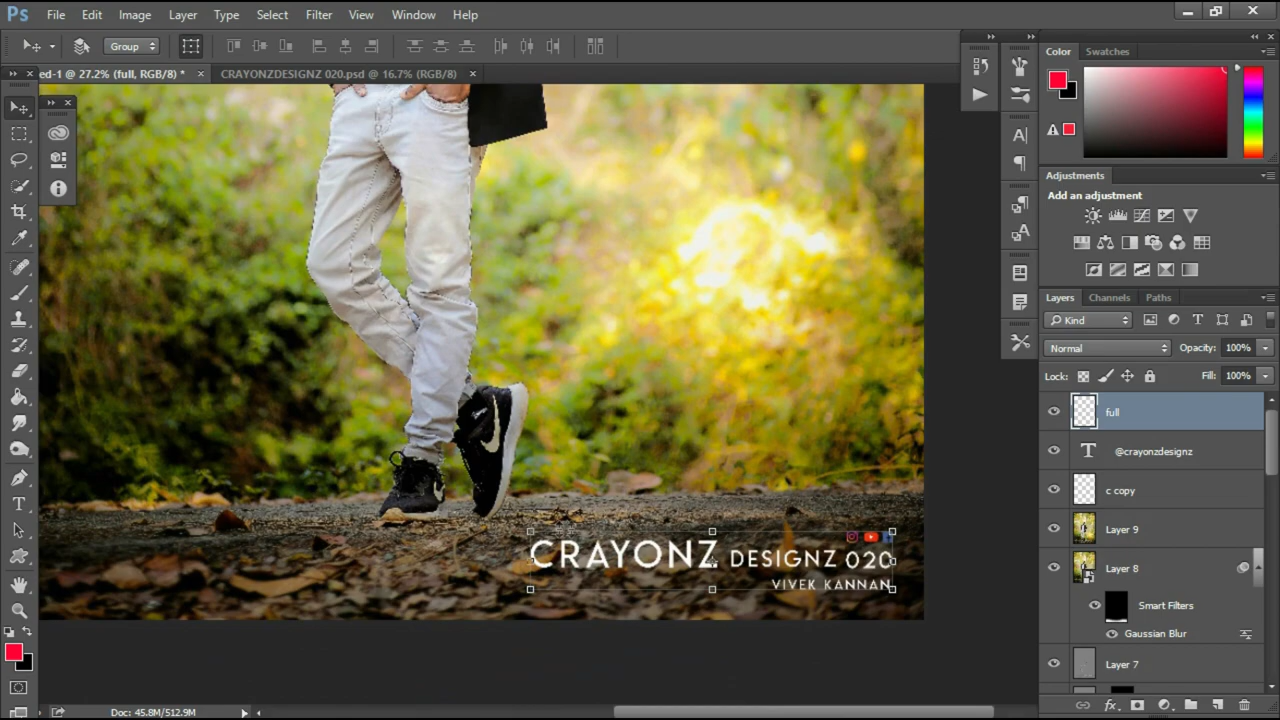 Ps File Edit Image Layer Type Select Filter View Window Help
Group
ed-1 @ 27.2% (full, RGB/8) * × CRAYONZDESIGNZ 020.psd @ 16.7% (RGB/8) ×
Color Swatches
Adjustments
Add an adjustment
Layers Channels Paths
Kind
Normal Opacity: 100%
Lock: Fill: 100%
full
@crayonzdesignz
c copy
Layer 9
Layer 8
Smart Filters
Gaussian Blur
Layer 7
CRAYONZ DESIGNZ 020
VIVEK KANNAN
Doc: 45.8M/512.9M